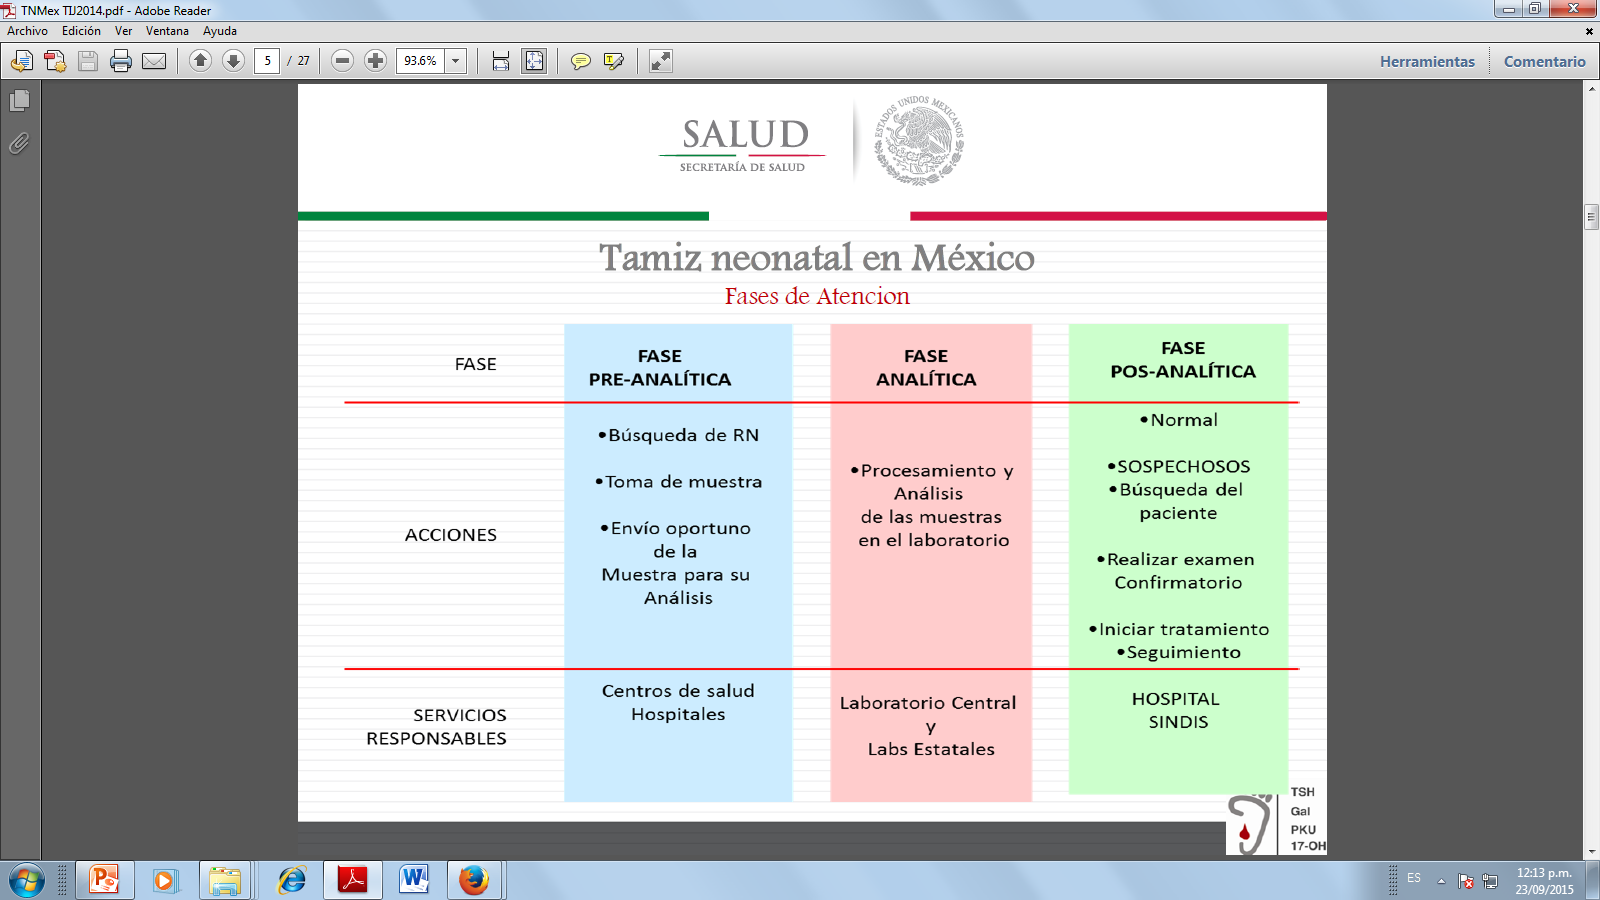 TNMex TIJ2014.pdf - Adobe Reader
Archivo Edición Ver Ventana Ayuda
5 / 27 93.6% Herramientas Comentario
SALUD
SECRETARÍA DE SALUD
ESTADOS UNIDOS MEXICANOS
Tamiz neonatal en México
Fases de Atencion
FASE
FASE
PRE-ANALÍTICA
FASE
ANALÍTICA
FASE
POS-ANALÍTICA
ACCIONES
•Búsqueda de RN
•Toma de muestra
•Envío oportuno
de la
Muestra para su
Análisis
•Procesamiento y
Análisis
de las muestras
en el laboratorio
•Normal
•SOSPECHOSOS
•Búsqueda del
paciente
•Realizar examen
Confirmatorio
•Iniciar tratamiento
•Seguimiento
SERVICIOS
RESPONSABLES
Centros de salud
Hospitales
Laboratorio Central
y
Labs Estatales
HOSPITAL
SINDIS
TSH
Gal
PKU
17-OH
ES
12:13 p.m.
23/09/2015